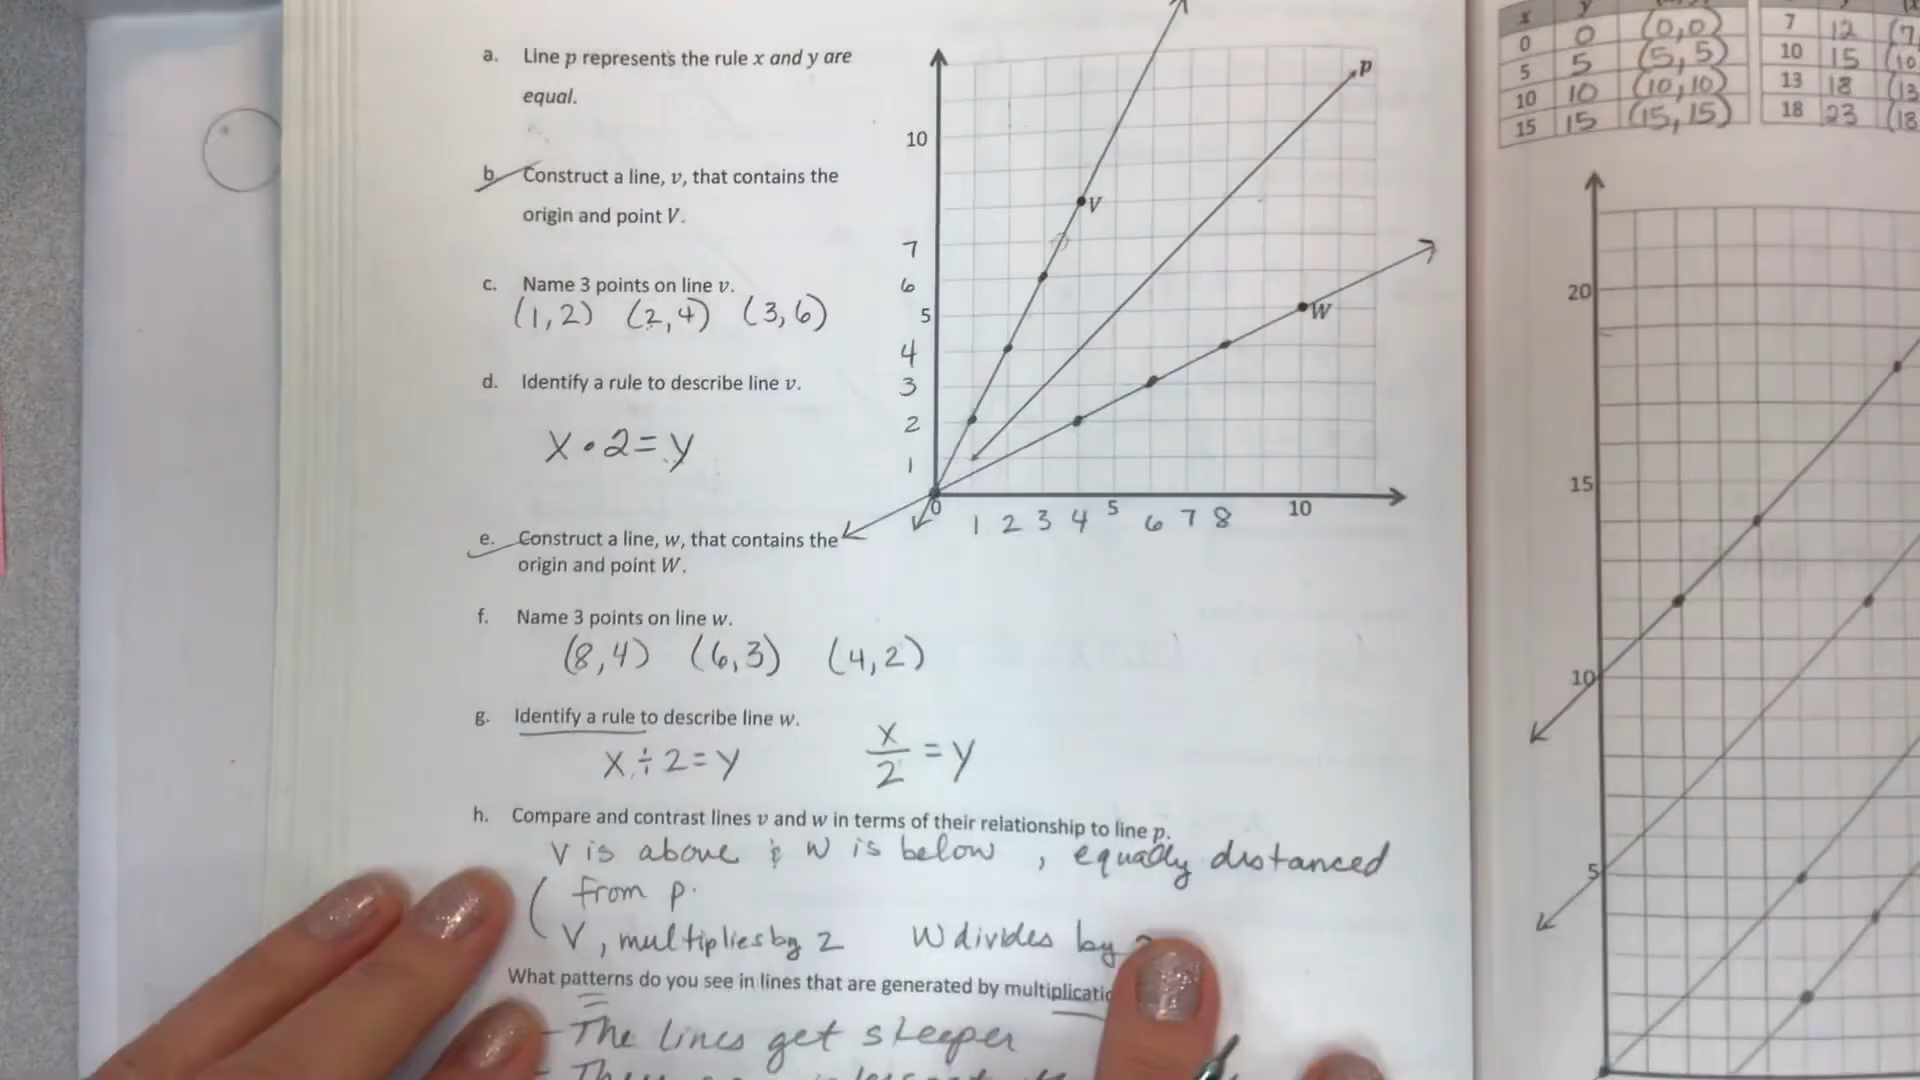 a. Line p represents the rule x and y are
equal.
b. Construct a line, v, that contains the
origin and point V.
c. Name 3 points on line v.
(1,2) (2,4) (3,6)
d. Identify a rule to describe line v.
x • 2 = y
e. Construct a line, w, that contains the
origin and point W.
f. Name 3 points on line w.
(8,4) (6,3) (4,2)
g. Identify a rule to describe line w.
x ÷ 2 = y x/2 = y
h. Compare and contrast lines v and w in terms of their relationship to line p.
V is above & W is below, equally distanced
from p.
V, multiplies by 2 W divides by
What patterns do you see in lines that are generated by
- The lines get steeper
p
10
V
7
6
5
W
4
3
2
1
0 1 2 3 4 5 6 7 8 10
x y
0 0 (0,0)
5 5 (5,5)
10 10 (10,10)
15 15 (15,15)
7 12
10 15
13 18
18 23
20
15
10
5